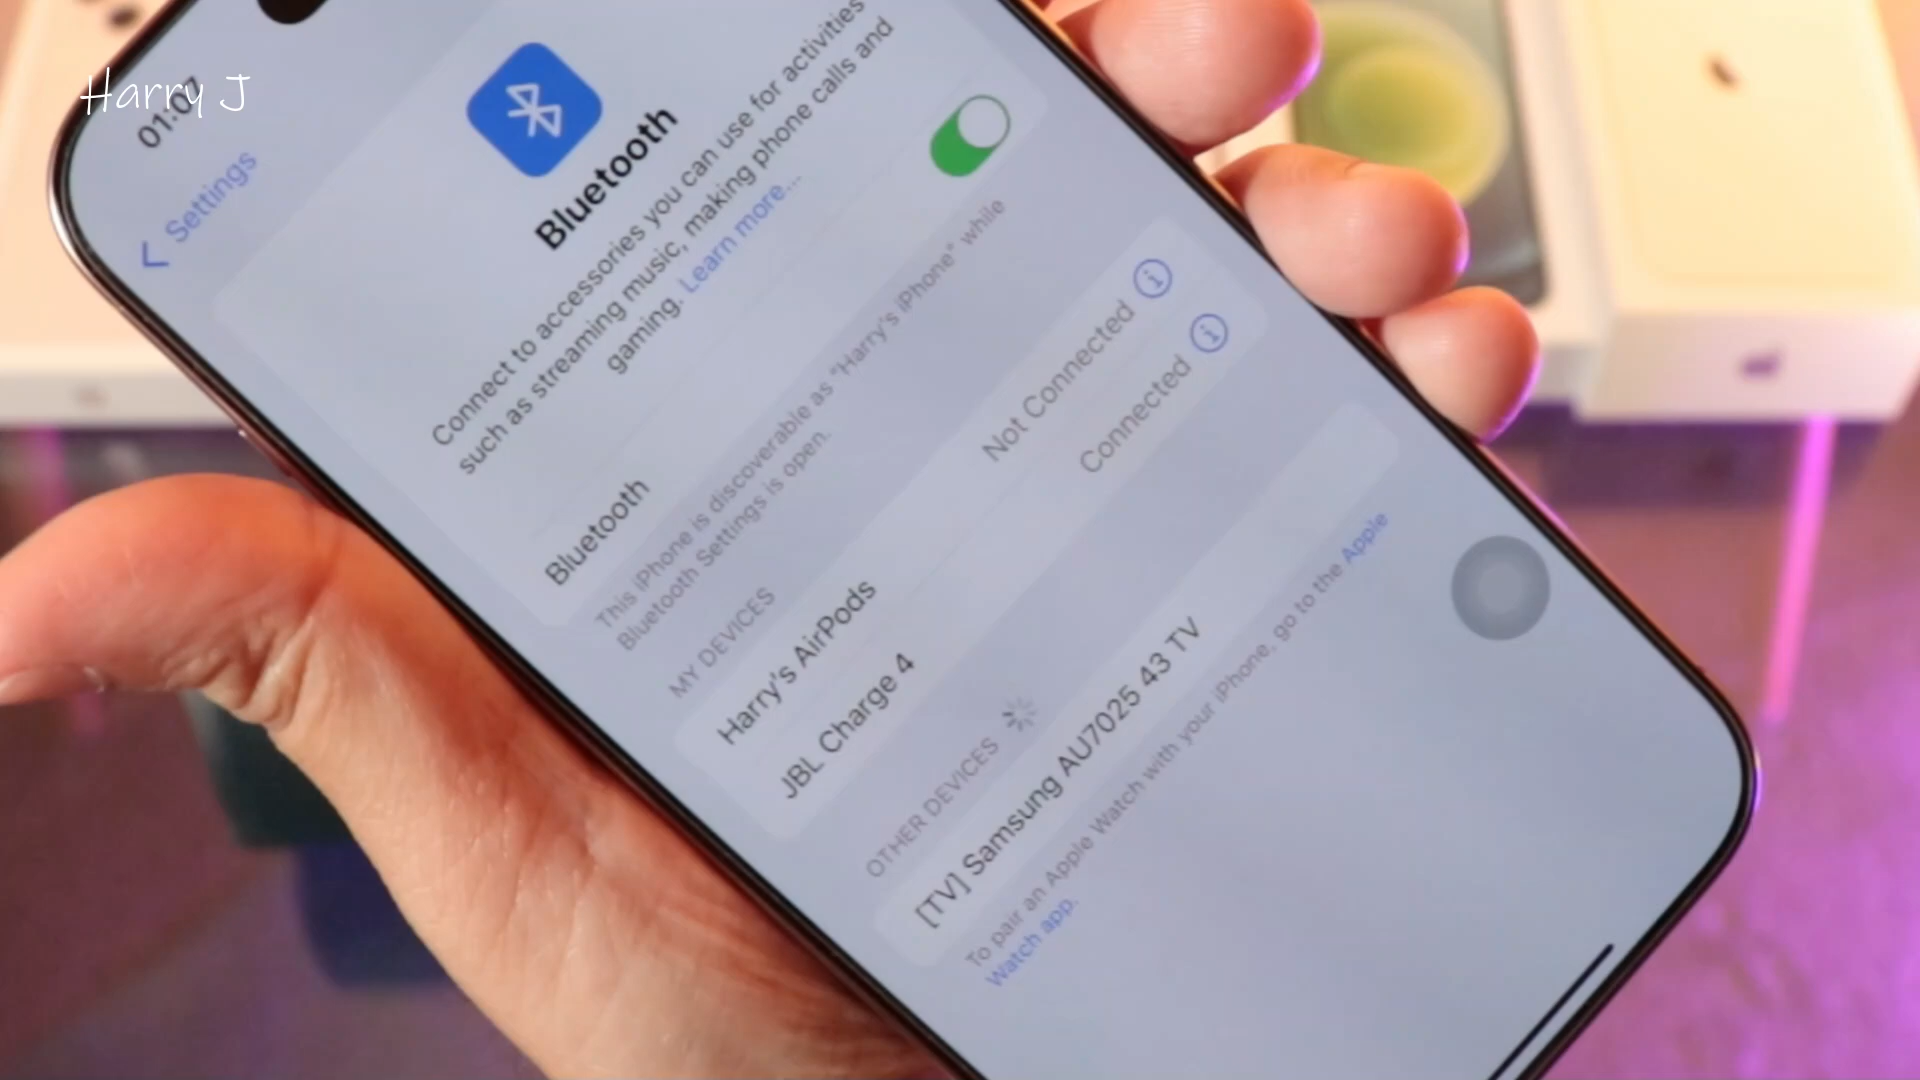 Harry J
01:07
Settings
Bluetooth
Connect to accessories you can use for activities
such as streaming music, making phone calls and
gaming. Learn more...
Bluetooth
This iPhone is discoverable as "Harry's iPhone" while
Bluetooth Settings is open.
MY DEVICES
Harry's AirPods Not Connected
JBL Charge 4 Connected
OTHER DEVICES
[TV] Samsung AU7025 43 TV
To pair an Apple Watch with your iPhone, go to the Apple
Watch app.